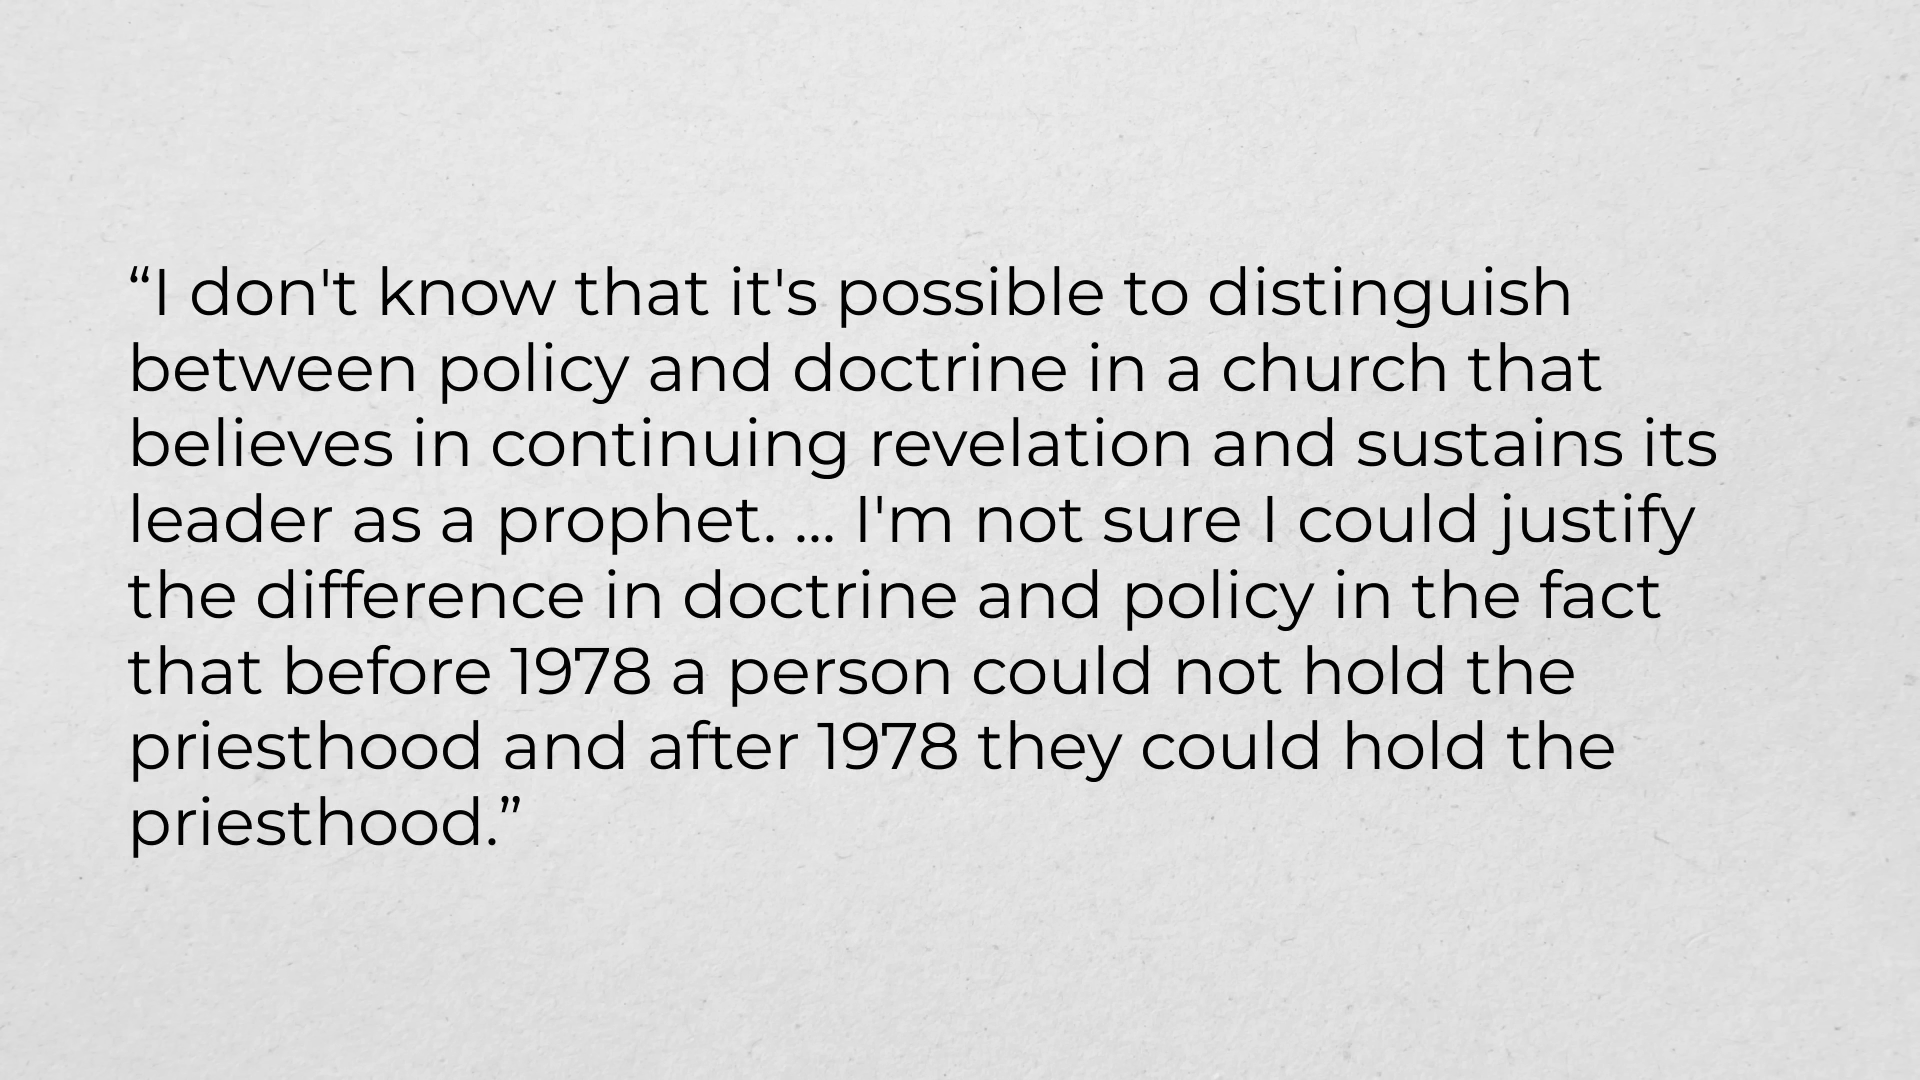 “I don't know that it's possible to distinguish
between policy and doctrine in a church that
believes in continuing revelation and sustains its
leader as a prophet. ... I'm not sure I could justify
the difference in doctrine and policy in the fact
that before 1978 a person could not hold the
priesthood and after 1978 they could hold the
priesthood.”